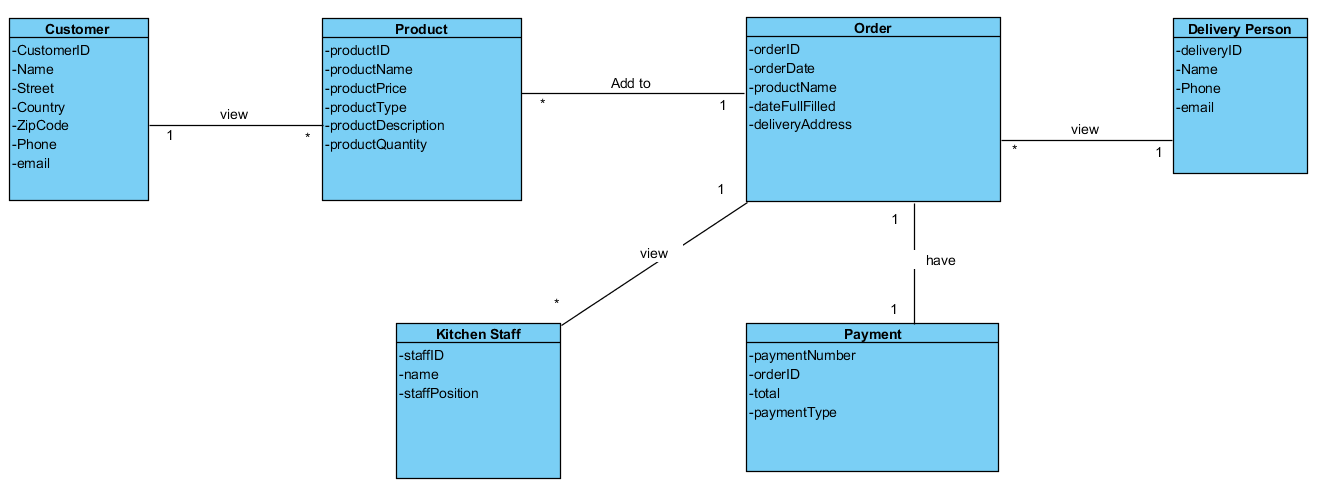 Customer
-CustomerID
-Name
-Street
-Country
-ZipCode
-Phone
-email
view
1
*
Product
-productID
-productName
-productPrice
-productType
-productDescription
-productQuantity
Add to
*
1
Order
-orderID
-orderDate
-productName
-dateFullFilled
-deliveryAddress
view
*
1
Delivery Person
-deliveryID
-Name
-Phone
-email
1
view
*
1
have
1
Kitchen Staff
-staffID
-name
-staffPosition
Payment
-paymentNumber
-orderID
-total
-paymentType